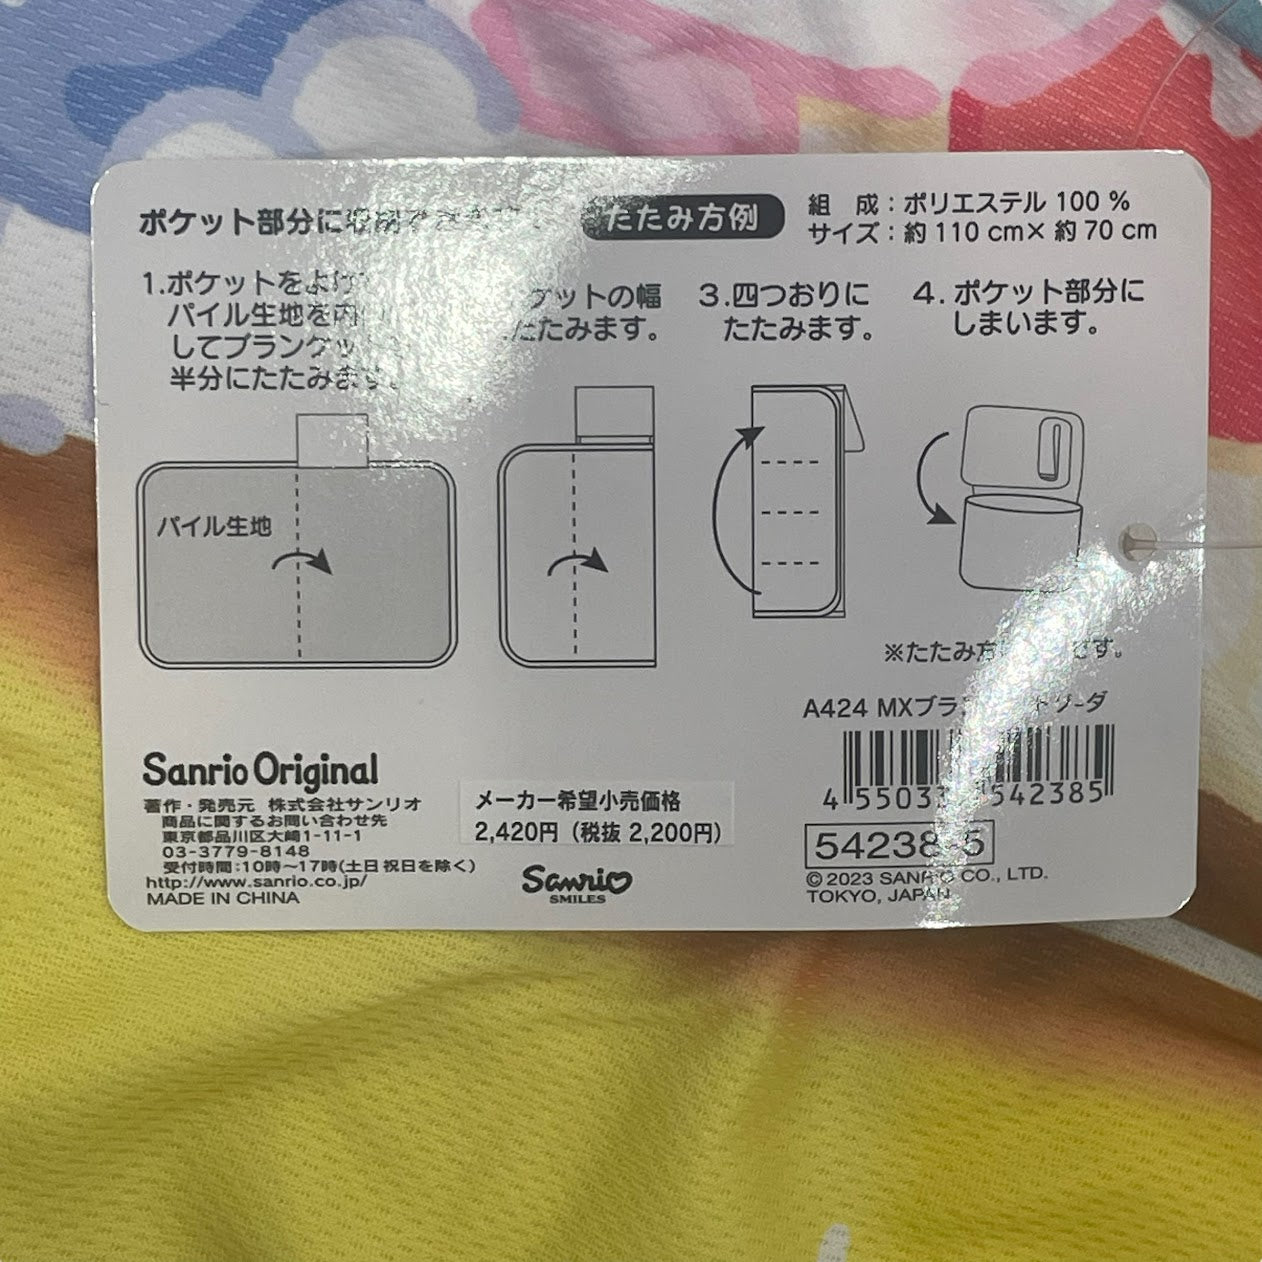 ポケット部分に収納できます。
たたみ方例
組　成：ポリエステル 100 %
サイズ：約 110 cm× 約 70 cm
1.ポケットをよけ
パイル生地を内
してブランケッ
半分にたたみます。
ケットの幅
たたみます。
3.四つおりに
たたみます。
4. ポケット部分に
しまいます。
パイル生地
※たたみ方 です。
A424 MXブラ
4 55033 542385
54238-5
©2023 SANRIO CO., LTD.
TOKYO, JAPAN
Sanrio Original
著作・発売元 株式会社サンリオ
商品に関するお問い合わせ先
東京都品川区大崎1-11-1
03-3779-8148
受付時間：10時〜17時(土日祝日を除く)
http://www.sanrio.co.jp/
MADE IN CHINA
メーカー希望小売価格
2,420円（税抜 2,200円）
Sanrio
SMILES